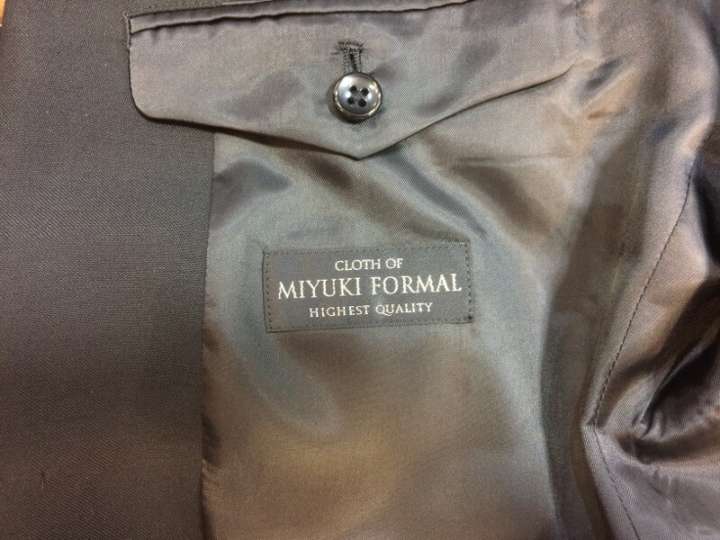 CLOTH OF
MIYUKI FORMAL
HIGHEST QUALITY